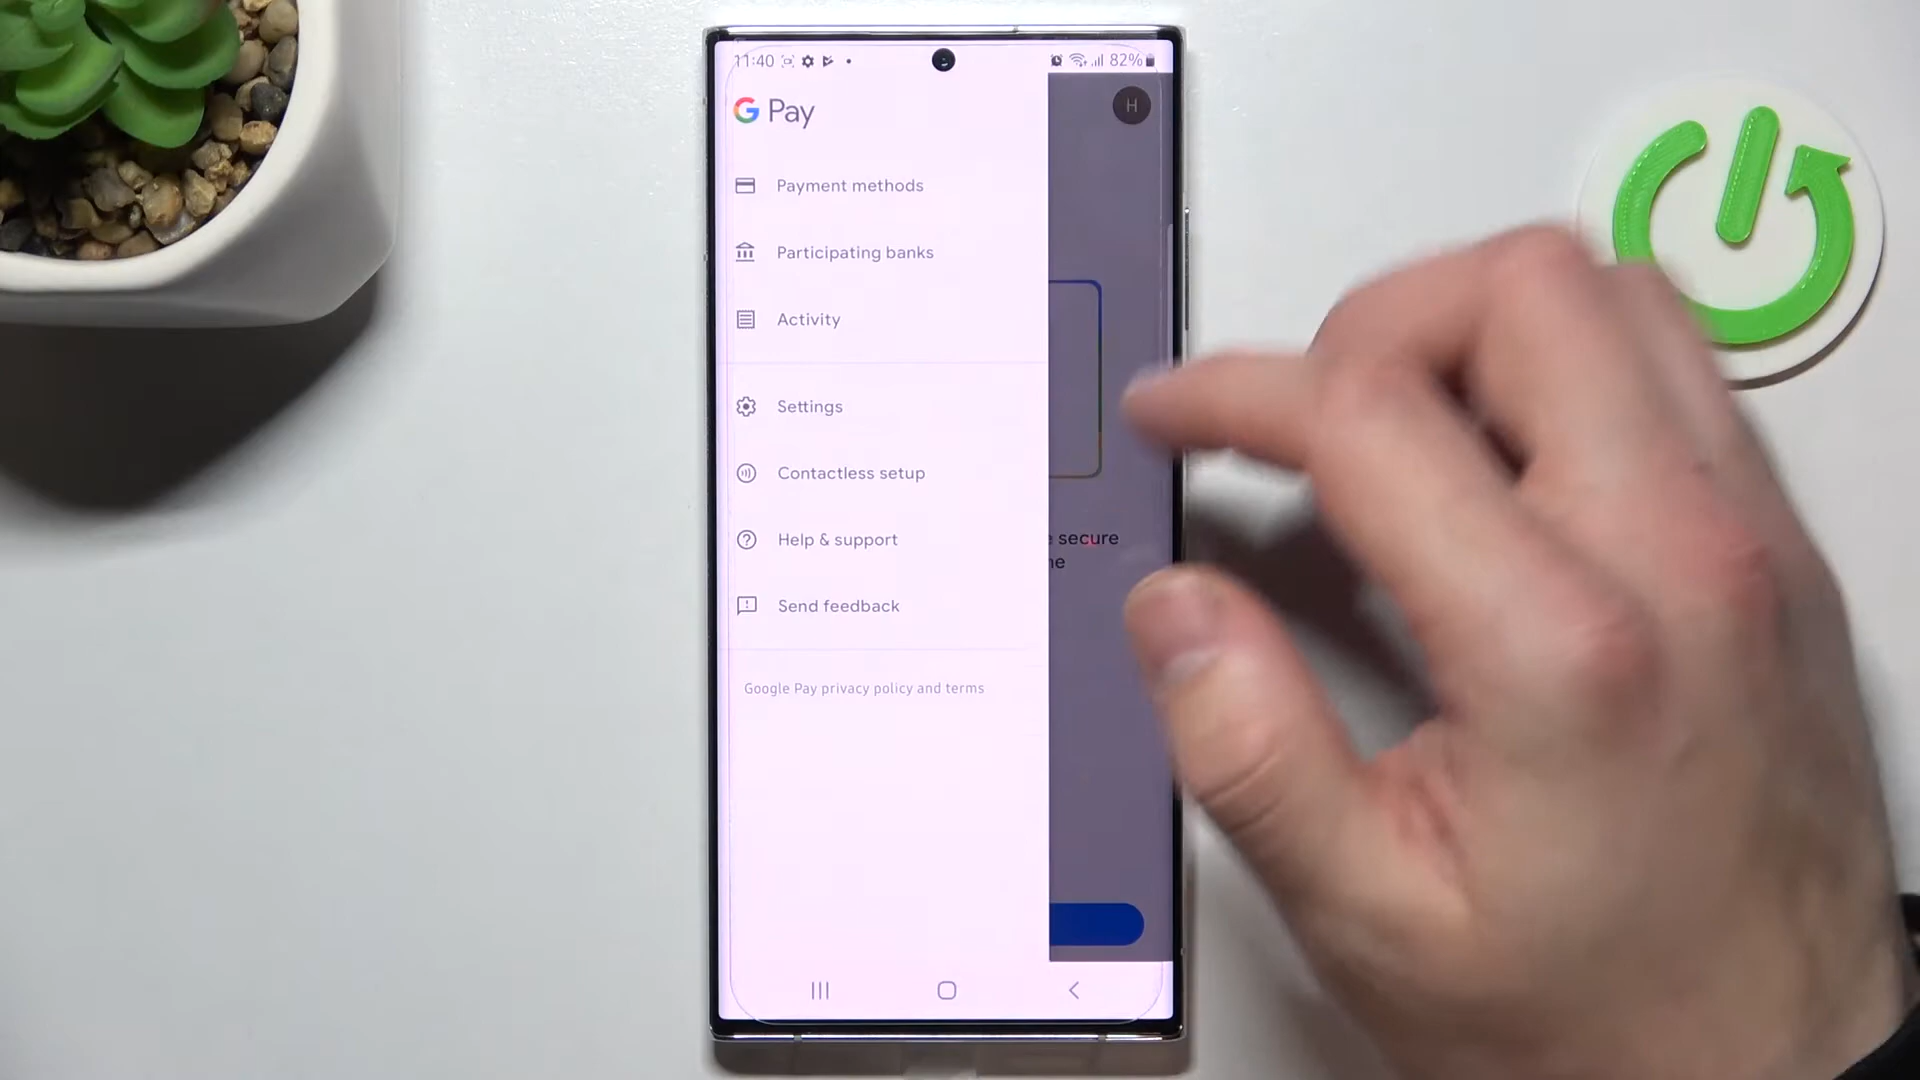 11:40 82%
G Pay
H
Payment methods
Participating banks
Activity
Settings
Contactless setup
Help & support
secure
Send feedback
Google Pay privacy policy and terms